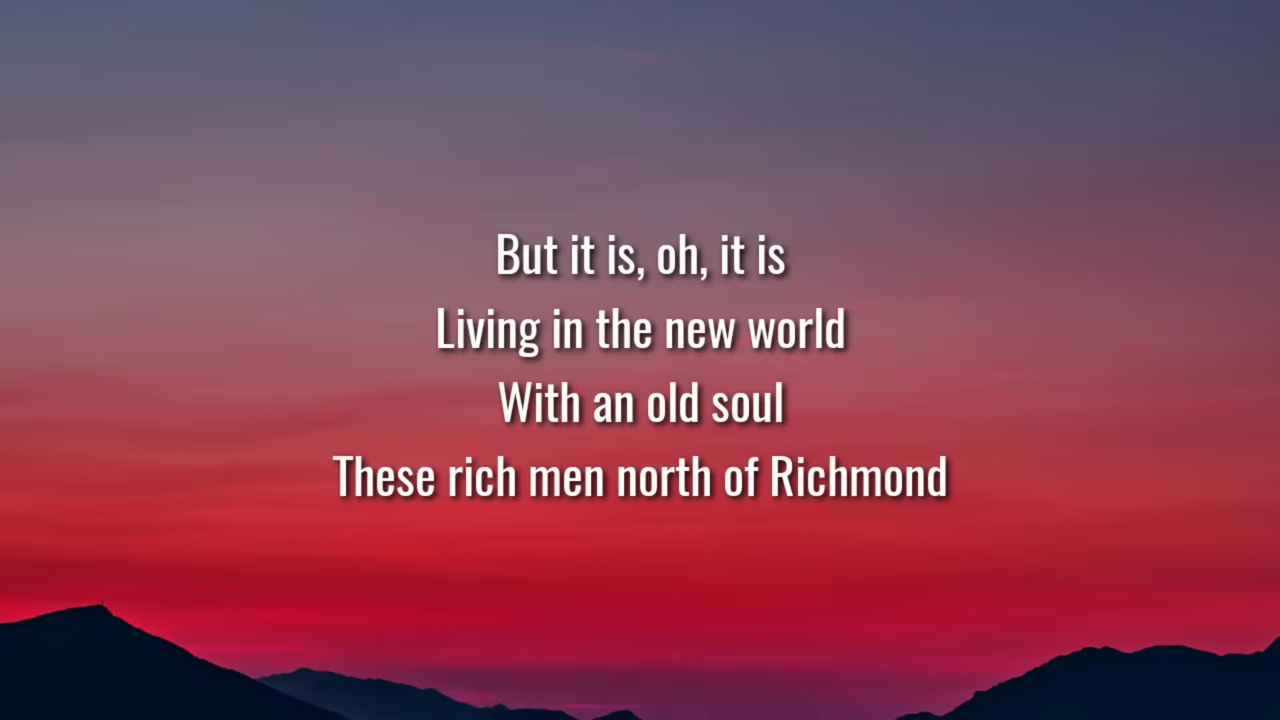 But it is, oh, it is
Living in the new world
With an old soul
These rich men north of Richmond